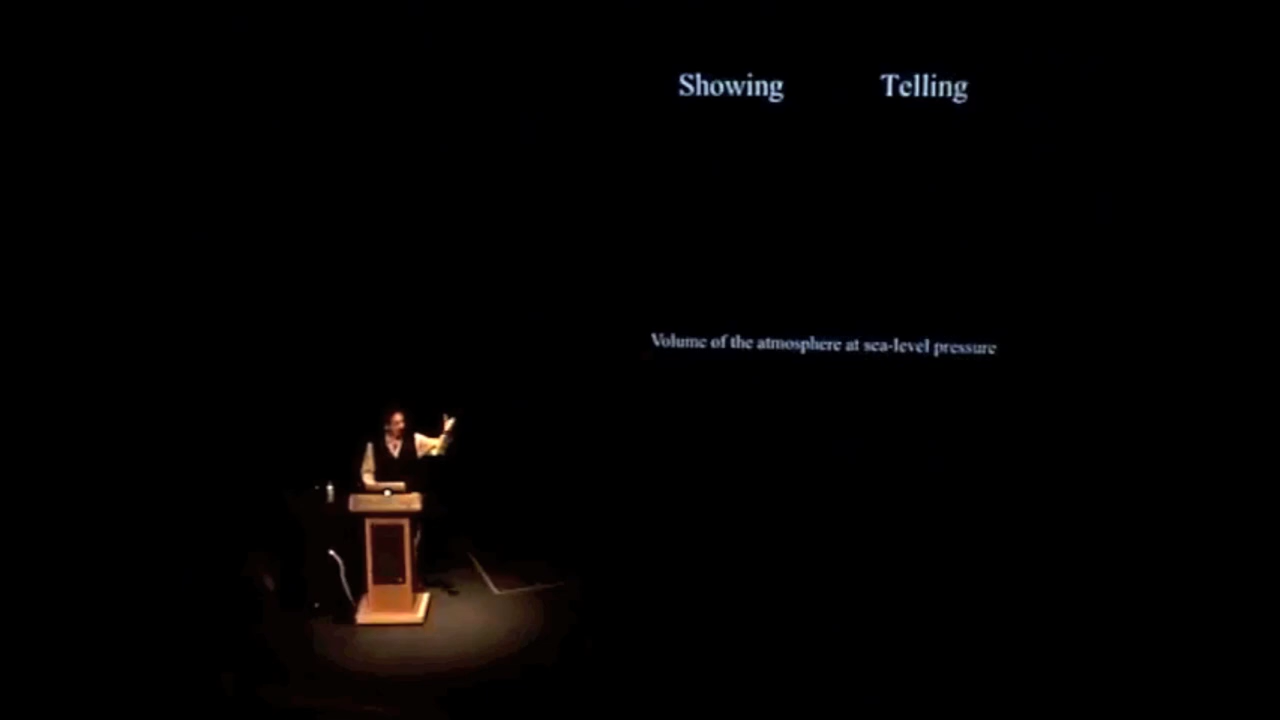 Showing Telling
Volume of the atmosphere at sea-level pressure